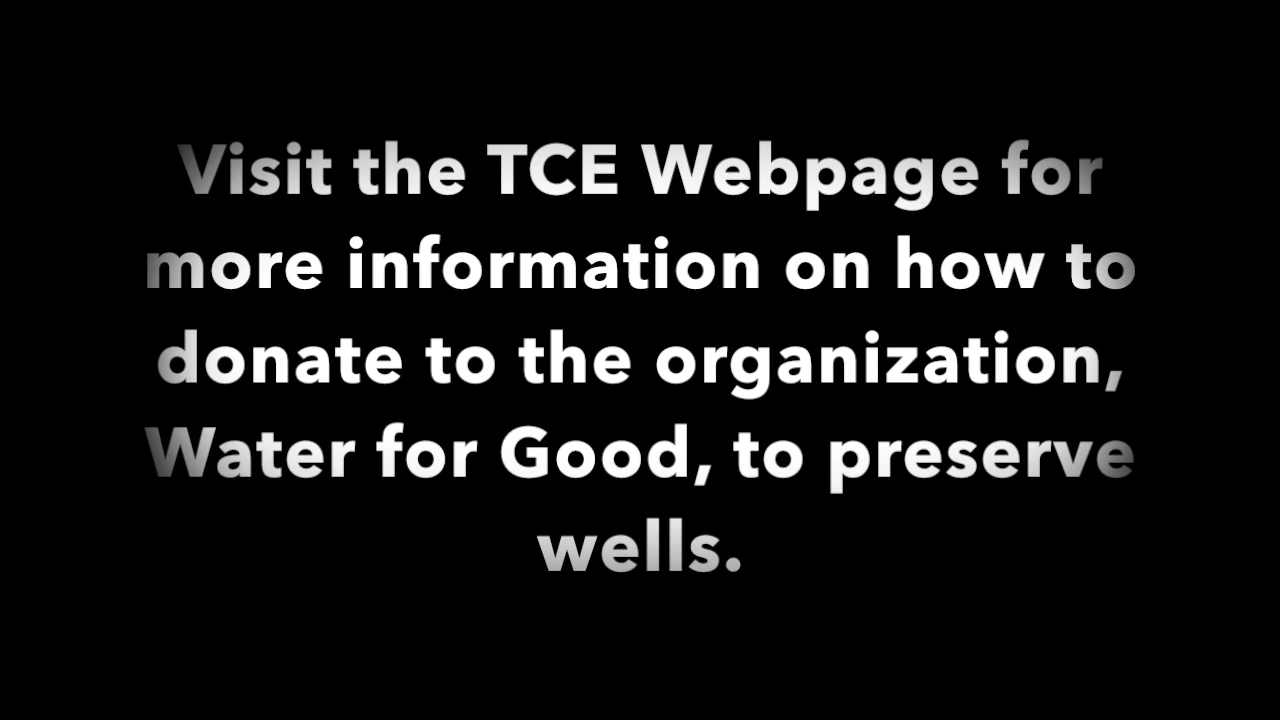 Visit the TCE Webpage for
more information on how to
donate to the organization,
Water for Good, to preserve
wells.